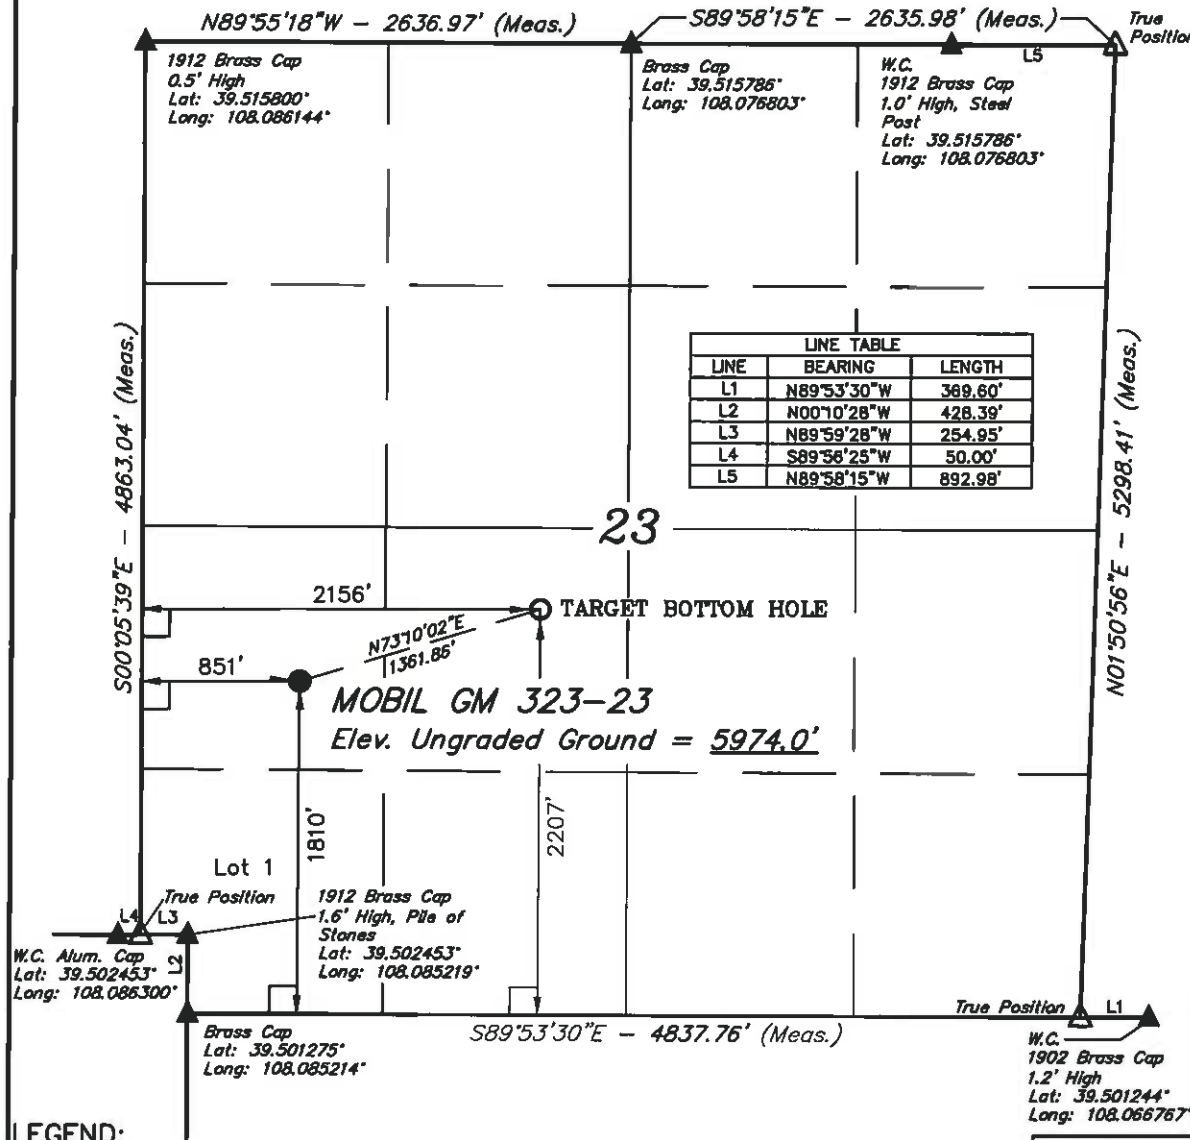 N89°55'18"W - 2636.97' (Meas.)
S89°58'15"E - 2635.98' (Meas.)
True
Position
1912 Brass Cap
0.5' High
Lat: 39.515800°
Long: 108.086144°
Brass Cap
Lat: 39.515786°
Long: 108.076803°
W.C.
1912 Brass Cap
1.0' High, Steel
Post
Lat: 39.515786°
Long: 108.076803°
L5
S00°05'39"E - 4863.04' (Meas.)
LINE TABLE
LINE BEARING LENGTH
L1 N89°53'30"W 369.60'
L2 N00°10'28"W 428.39'
L3 N89°59'28"W 254.95'
L4 S89°56'25"W 50.00'
L5 N89°58'15"W 892.98'
N01°50'56"E - 5298.41' (Meas.)
23
2156'
TARGET BOTTOM HOLE
N73°10'02"E
1361.86'
851'
MOBIL GM 323-23
Elev. Ungraded Ground = 5974.0'
1810'
2207'
Lot 1
True Position
L4
L3
L2
1912 Brass Cap
1.6' High, Pile of
Stones
Lat: 39.502453°
Long: 108.085219°
W.C. Alum. Cap
Lat: 39.502453°
Long: 108.086300°
Brass Cap
Lat: 39.501275°
Long: 108.085214°
S89°53'30"E - 4837.76' (Meas.)
True Position
L1
W.C.
1902 Brass Cap
1.2' High
Lat: 39.501244°
Long: 108.066767°
LEGEND: